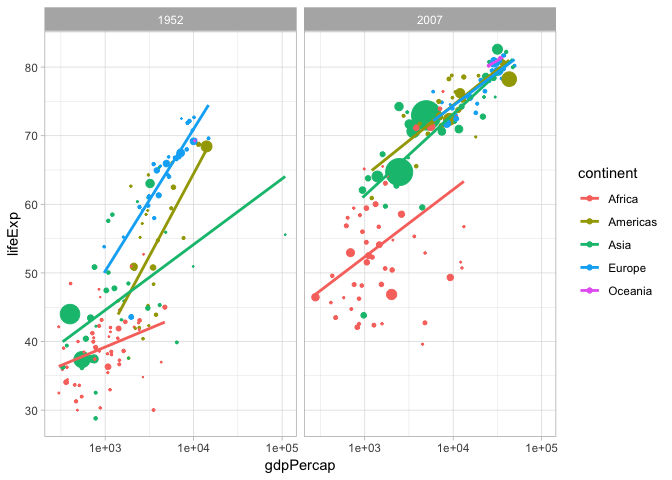 1952 2007
lifeExp
80
70
60
50
40
30
1e+03 1e+04 1e+05 1e+03 1e+04 1e+05
gdpPercap
continent
Africa
Americas
Asia
Europe
Oceania